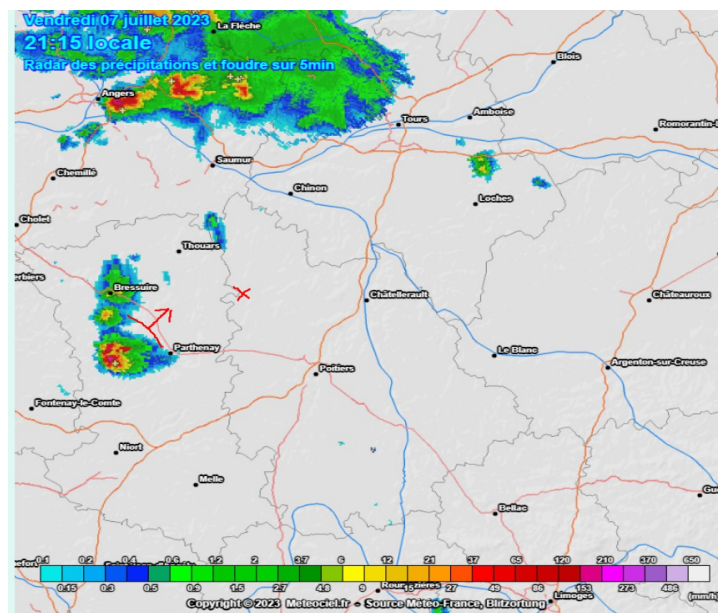 Vendredi 07 juillet 2023
21:15 locale
Radar des précipitations et foudre sur 5min
La Flèche
Blois
Angers
Amboise
Tours
Saumur
Chemillé
Chinon
Loches
Cholet
Thouars
Bressuire
Châtellerault
Châteauroux
Parthenay
Le Blanc
Argenton-sur-Creuse
Poitiers
Fontenay-le-Comte
Niort
Melle
Bellac
0.1 0.2 0.4 0.6 1.2 2 3.7 6 12 21 37 65 120 210 370 650
0.15 0.3 0.5 0.9 1.5 2.7 4.8 9 15 27 49 86 153 273 486 (mm/h)
Limoges
Copyright © 2023 Meteociel.fr - Source Météo-France, Blitzortung